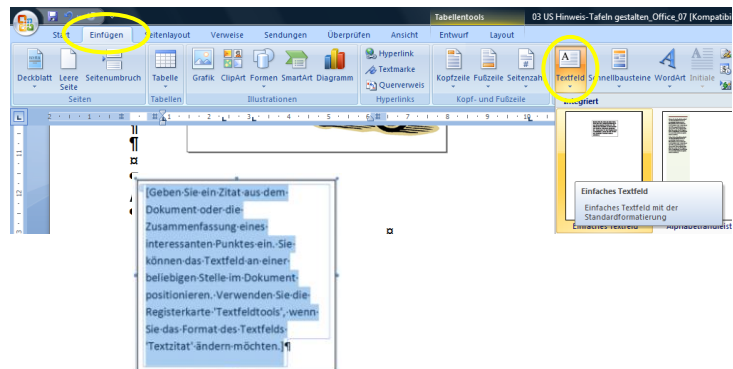 Tabellentools 03 US Hinweis-Tafeln gestalten_Office_07 [Kompatibi
Start Einfügen Seitenlayout Verweise Sendungen Überprüfen Ansicht Entwurf Layout
Deckblatt Leere Seite Seitenumbruch
Tabelle
Grafik ClipArt Formen SmartArt Diagramm
Hyperlink
Textmarke
Querverweis
Kopfzeile Fußzeile Seitenzahl
Textfeld Schnellbausteine WordArt Initiale
Seiten Tabellen Illustrationen Hyperlinks Kopf- und Fußzeile
Integriert
Einfaches Textfeld
Einfaches Textfeld mit der
Standardformatierung
Einfaches Textfeld Alphabetrandleist
[Geben·Sie·ein·Zitat·aus·dem·
Dokument·oder·die·
Zusammenfassung·eines·
interessanten·Punktes·ein.·Sie·
können·das·Textfeld·an·einer·
beliebigen·Stelle·im·Dokument·
positionieren.·Verwenden·Sie·die·
Registerkarte·'Textfeldtools',·wenn·
Sie·das·Format·des·Textfelds·
'Textzitat'·ändern·möchten.]¶